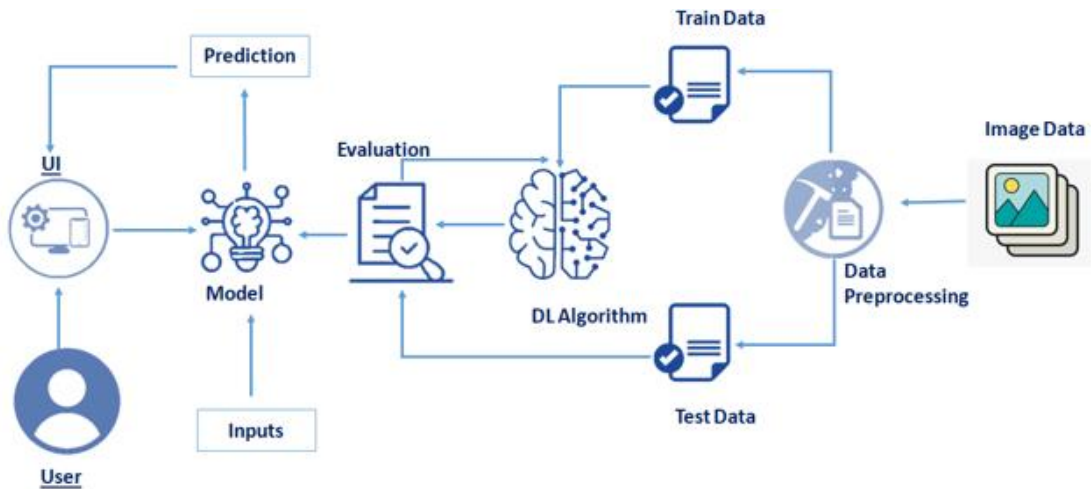 Train Data
Prediction
Image Data
Evaluation
UI
Model
Data
Preprocessing
DL Algorithm
Test Data
Inputs
User